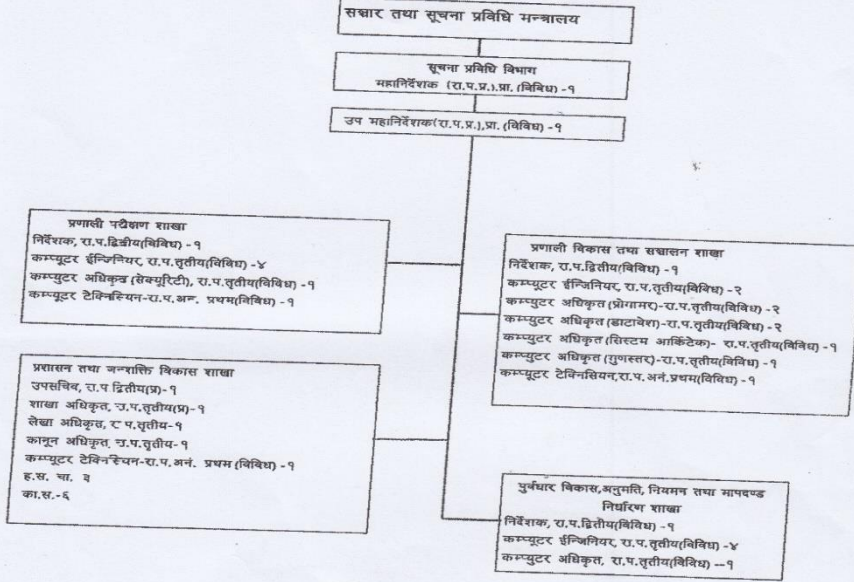 सञ्चार तथा सूचना प्रविधि मन्त्रालय
सूचना प्रविधि विभाग
महानिर्देशक (रा.प.प्र.).प्रा.(विविध) -१
उप महानिर्देशक(रा.प.प्र.),प्रा.(विविध) -१
प्रणाली परीक्षण शाखा
निर्देशक, रा.प.द्वितीय(विविध) -१
कम्प्यूटर ईन्जिनियर, रा.प.तृतीय(विविध) -४
कम्प्युटर अधिकृत (सेक्यूरिटी), रा.प.तृतीय(विविध) -१
कम्प्यूटर टेक्निसियन-रा.प.अन. प्रथम(विविध) -१
प्रणाली विकास तथा सञ्चालन शाखा
निर्देशक, रा.प.द्वितीय(विविध) -१
कम्प्यूटर ईन्जिनियर, रा.प.तृतीय(विविध) -२
कम्प्युटर अधिकृत (प्रोगामर)-रा.प.तृतीय(विविध) -२
कम्प्युटर अधिकृत (डाटावेश)-रा.प.तृतीय(विविध) -२
कम्प्युटर अधिकृत (सिस्टम आर्किटेक)- रा.प.तृतीय(विविध) -१
कम्प्युटर अधिकृत (गुणस्तर)-रा.प.तृतीय(विविध) -१
कम्प्युटर टेक्निसियन,रा.प.अनं.प्रथम(विविध) -१
प्रशासन तथा जनशक्ति विकास शाखा
उपसचिव, रा.प द्वितीय(प्र)-१
शाखा अधिकृत, रा.प.तृतीय(प्र)-१
लेखा अधिकृत, रा प.तृतीय-१
कानून अधिकृत, रा.प.तृतीय-१
कम्प्यूटर टेक्निसियन-रा.प.अनं. प्रथम (विविध) -१
ह.स. चा.
का.स.-६
पुर्वधार विकास,अनुमति, नियमन तथा मापदण्ड
निर्धारण शाखा
निर्देशक, रा.प.द्वितीय(विविध) -१
कम्प्यूटर ईन्जिनियर, रा.प.तृतीय(विविध) -४
कम्प्युटर अधिकृत, रा.प.तृतीय(विविध) --१